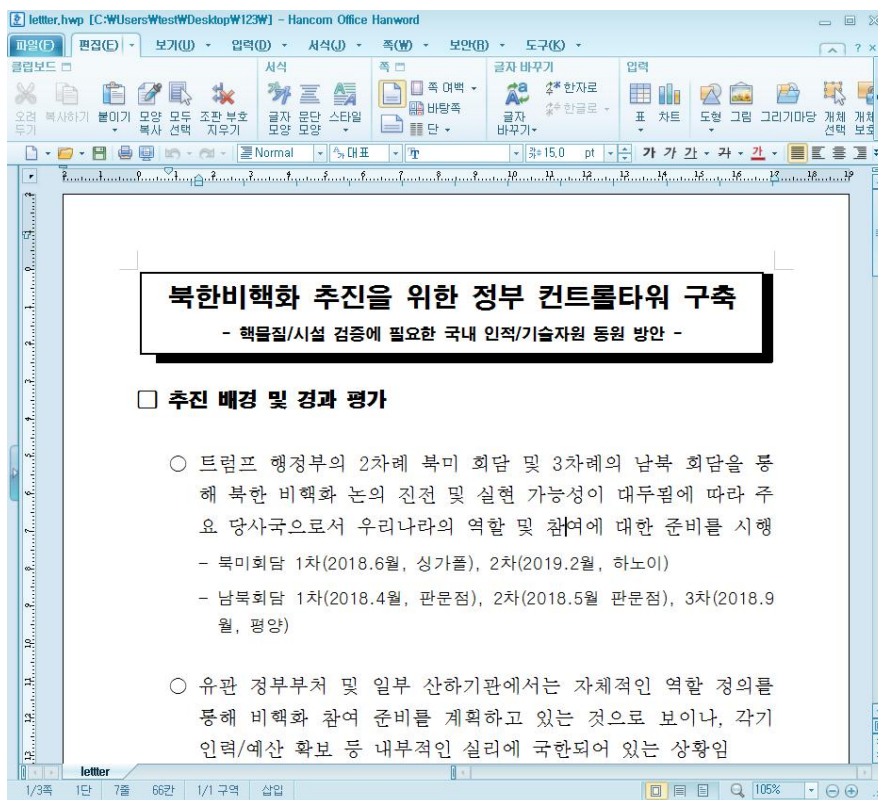 lettter.hwp [C:₩Users₩test₩Desktop₩123₩] - Hancom Office Hanword
파일(F) 편집(E) 보기(U) 입력(D) 서식(J) 쪽(W) 보안(R) 도구(K)
클립보드 서식 쪽 글자 바꾸기 입력
오려 두기 복사하기 붙이기 모양 복사 모두 선택 조판 부호 지우기 글자 모양 문단 모양 스타일 쪽 여백 바탕쪽 단 글자 바꾸기 한자로 한글로 표 차트 도형 그림 그리기마당 개체 선택 개체 보호
Normal 대표 15,0 pt 가 가 가 가 가
북한비핵화 추진을 위한 정부 컨트롤타워 구축
- 핵물질/시설 검증에 필요한 국내 인적/기술자원 동원 방안 -
□ 추진 배경 및 경과 평가
○ 트럼프 행정부의 2차례 북미 회담 및 3차례의 남북 회담을 통
해 북한 비핵화 논의 진전 및 실현 가능성이 대두됨에 따라 주
요 당사국으로서 우리나라의 역할 및 참여에 대한 준비를 시행
- 북미회담 1차(2018.6월, 싱가폴), 2차(2019.2월, 하노이)
- 남북회담 1차(2018.4월, 판문점), 2차(2018.5월 판문점), 3차(2018.9
월, 평양)
○ 유관 정부부처 및 일부 산하기관에서는 자체적인 역할 정의를
통해 비핵화 참여 준비를 계획하고 있는 것으로 보이나, 각기
인력/예산 확보 등 내부적인 실리에 국한되어 있는 상황임
lettter
1/3쪽 1단 7줄 66칸 1/1 구역 삽입 105%